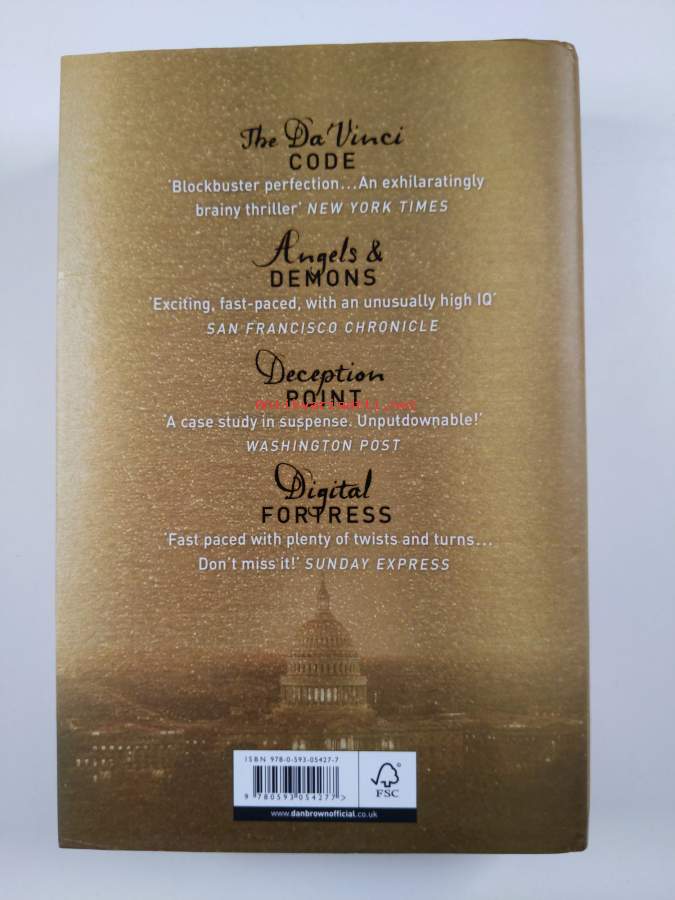 The Da Vinci
CODE
'Blockbuster perfection...An exhilaratingly
brainy thriller' NEW YORK TIMES
Angels &
DEMONS
'Exciting, fast-paced, with an unusually high IQ'
SAN FRANCISCO CHRONICLE
Deception
POINT
'A case study in suspense. Unputdownable!'
WASHINGTON POST
Digital
FORTRESS
'Fast paced with plenty of twists and turns...
Don't miss it!' SUNDAY EXPRESS
ISBN 978-0-593-05427-7
9 780593 054277 >
FSC
www.danbrownofficial.co.uk